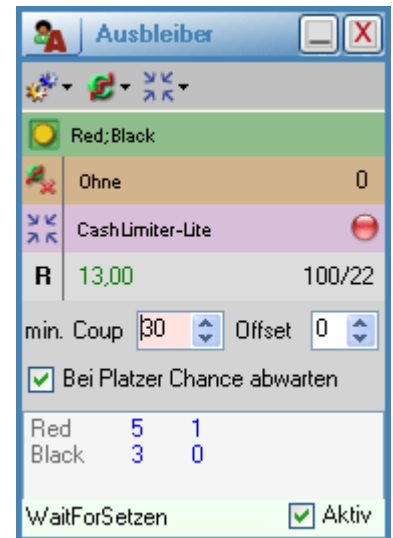 Ausbleiber
Red;Black
Ohne 0
CashLimiter-Lite
R 13,00 100/22
min. Coup 30 Offset 0
Bei Platzer Chance abwarten
Red 5 1
Black 3 0
WaitForSetzen Aktiv